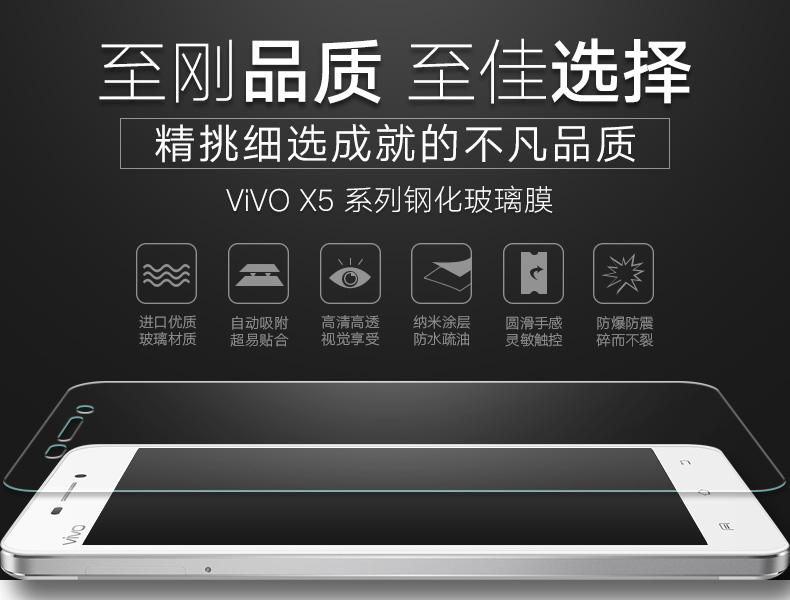 至刚品质 至佳选择
精挑细选成就的不凡品质
ViVO X5 系列钢化玻璃膜
进口优质
玻璃材质
自动吸附
超易贴合
高清高透
视觉享受
纳米涂层
防水疏油
圆滑手感
灵敏触控
防爆防震
碎而不裂
vivo